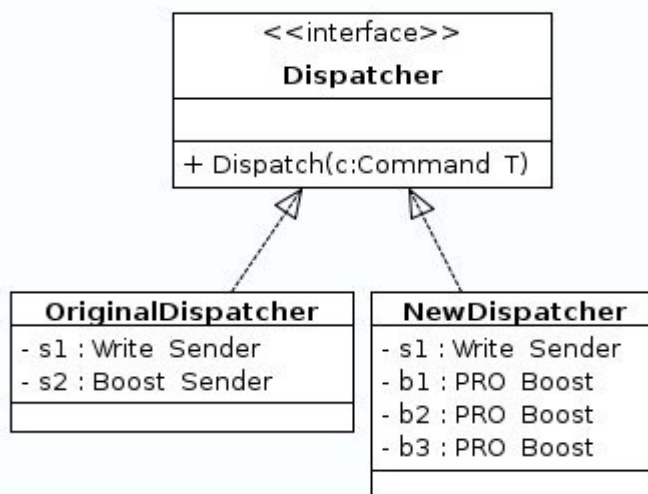 <<interface>>
Dispatcher
+ Dispatch(c:Command T)
OriginalDispatcher
- s1 : Write Sender
- s2 : Boost Sender
NewDispatcher
- s1 : Write Sender
- b1 : PRO Boost
- b2 : PRO Boost
- b3 : PRO Boost